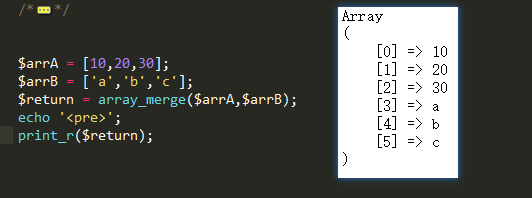 /*...*/
$arrA = [10,20,30];
$arrB = ['a','b','c'];
$return = array_merge($arrA,$arrB);
echo '<pre>';
print_r($return);
Array
(
[0] => 10
[1] => 20
[2] => 30
[3] => a
[4] => b
[5] => c
)